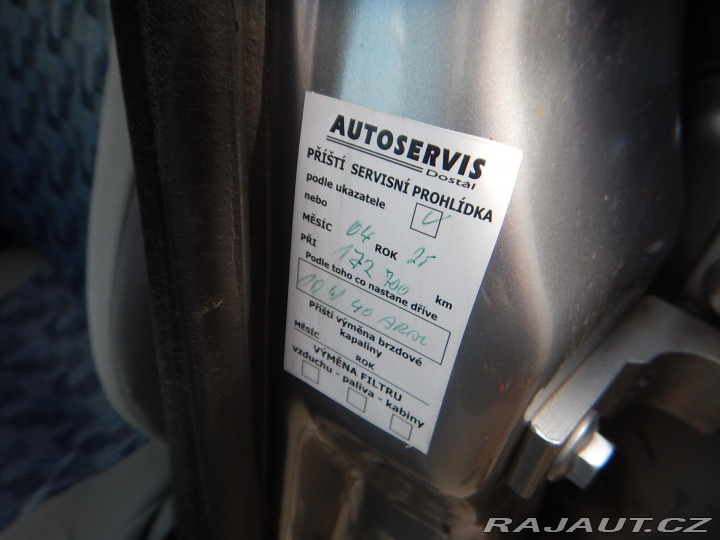 AUTOSERVIS
Dostál
PŘÍŠTÍ SERVISNÍ PROHLÍDKA
podle ukazatele
nebo
MĚSÍC 04 ROK 25
PŘI 172 700 km
Podle toho co nastane dříve
10 W 40 ARAL
Příští výměna brzdové
kapaliny
MĚSÍC ROK
VÝMĚNA FILTRU
vzduchu - paliva - kabiny
RAJAUT.CZ